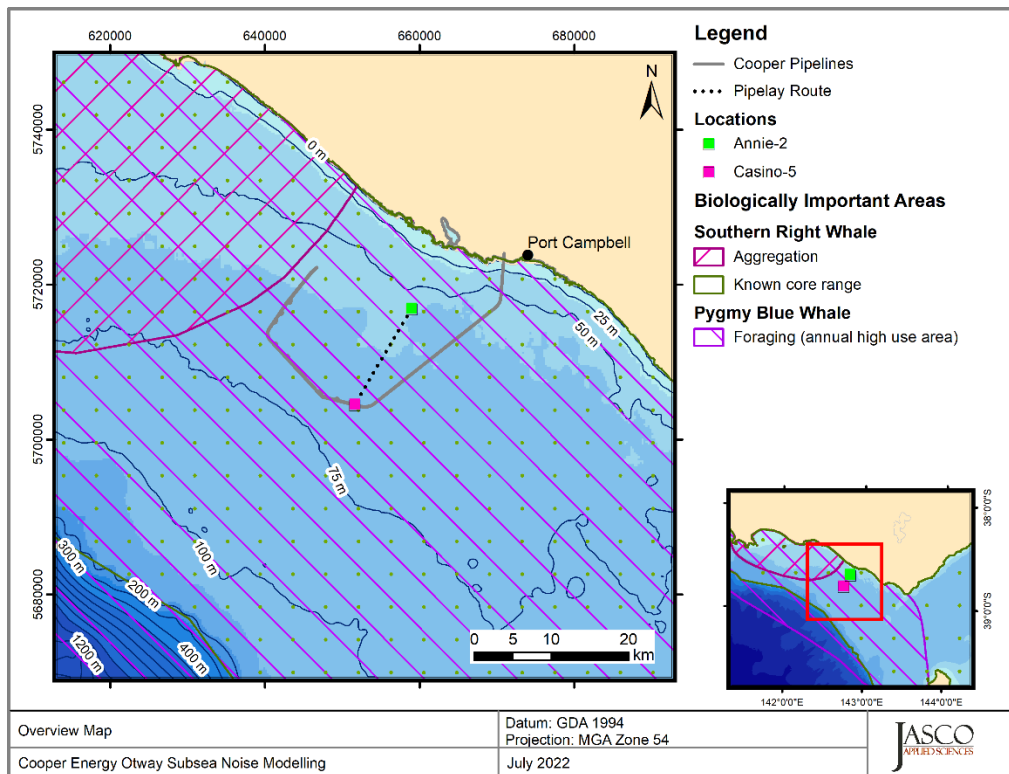 620000
640000
660000
680000
5740000
5720000
5700000
5680000
N
0 m
Port Campbell
25 m
50 m
75 m
100 m
200 m
300 m
400 m
1200 m
0 5 10 20
km
Legend
Cooper Pipelines
Pipelay Route
Locations
Annie-2
Casino-5
Biologically Important Areas
Southern Right Whale
Aggregation
Known core range
Pygmy Blue Whale
Foraging (annual high use area)
38°0'0"S
39°0'0"S
142°0'0"E
143°0'0"E
144°0'0"E
Overview Map
Datum: GDA 1994
Projection: MGA Zone 54
Cooper Energy Otway Subsea Noise Modelling
July 2022
JASCO
APPLIED SCIENCES